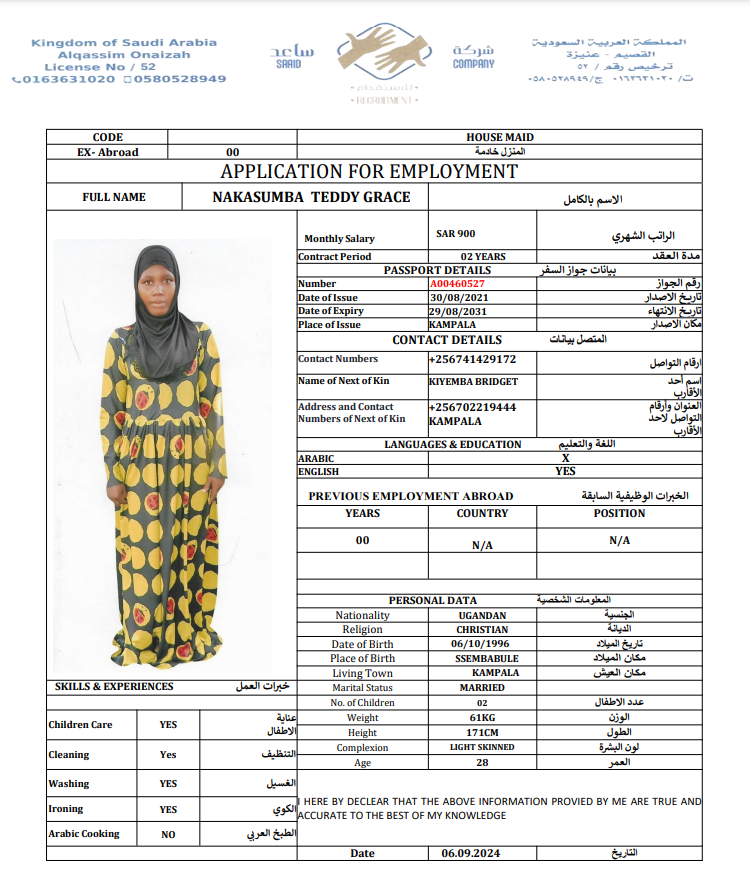 Kingdom of Saudi Arabia
Alqassim Onaizah
License No / 52
0163631020 0580528949
ساعد
SAAID
شركة
COMPANY
للاستقدام
• RECRUITMENT •
المملكة العربية السعودية
القصيم - عنيزة
ترخيص رقم / ٥٢
ت/ ٠١٦٣٦٣١٠٢٠ ج/ ٠٥٨٠٥٢٨٩٤٩
CODE HOUSE MAID
EX- Abroad 00 المنزل خادمة
APPLICATION FOR EMPLOYMENT
FULL NAME NAKASUMBA TEDDY GRACE الاسم بالكامل
Monthly Salary SAR 900 الراتب الشهري
Contract Period 02 YEARS مدة العقد
PASSPORT DETAILS بيانات جواز السفر
Number A00460527 رقم الجواز
Date of Issue 30/08/2021 تاريخ الاصدار
Date of Expiry 29/08/2031 تاريخ الانتهاء
Place of Issue KAMPALA مكان الاصدار
CONTACT DETAILS المتصل بيانات
Contact Numbers +256741429172 ارقام التواصل
Name of Next of Kin KIYEMBA BRIDGET اسم أحد
الأقارب
Address and Contact +256702219444 العنوان وأرقام
Numbers of Next of Kin KAMPALA التواصل لاحد
الأقارب
LANGUAGES & EDUCATION اللغة والتعليم
ARABIC X
ENGLISH YES
PREVIOUS EMPLOYMENT ABROAD الخبرات الوظيفية السابقة
YEARS COUNTRY POSITION
00 N/A N/A
PERSONAL DATA المعلومات الشخصية
Nationality UGANDAN الجنسية
Religion CHRISTIAN الديانة
Date of Birth 06/10/1996 تاريخ الميلاد
Place of Birth SSEMBABULE مكان الميلاد
Living Town KAMPALA مكان العيش
Marital Status MARRIED
No. of Children 02 عدد الاطفال
Weight 61KG الوزن
Height 171CM الطول
Complexion LIGHT SKINNED لون البشرة
Age 28 العمر
SKILLS & EXPERIENCES خبرات العمل
Children Care YES عناية
الاطفال
Cleaning Yes التنظيف
Washing YES الغسيل
Ironing YES الكوي
Arabic Cooking NO الطبخ العربي
I HERE BY DECLEAR THAT THE ABOVE INFORMATION PROVIED BY ME ARE TRUE AND
ACCURATE TO THE BEST OF MY KNOWLEDGE
Date 06.09.2024 التاريخ